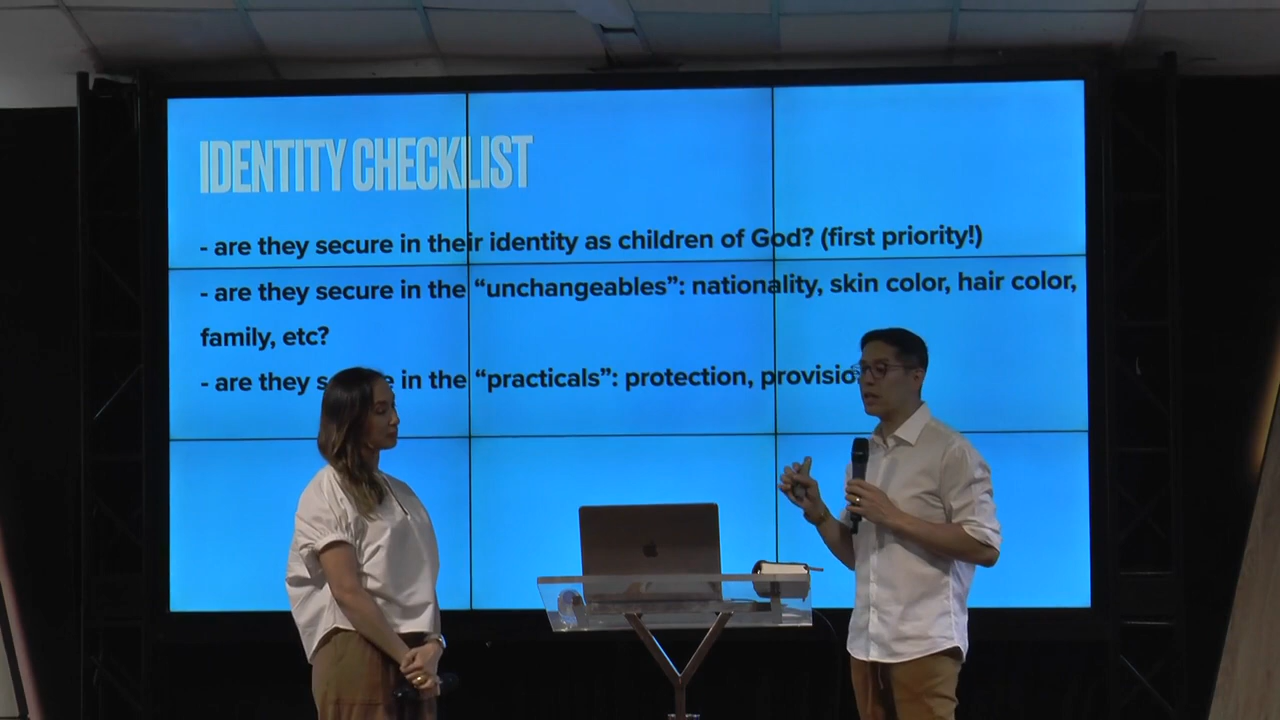 IDENTITY CHECKLIST
- are they secure in their identity as children of God? (first priority!)
- are they secure in the “unchangeables”: nationality, skin color, hair color,
family, etc?
- are they in the “practicals”: protection,